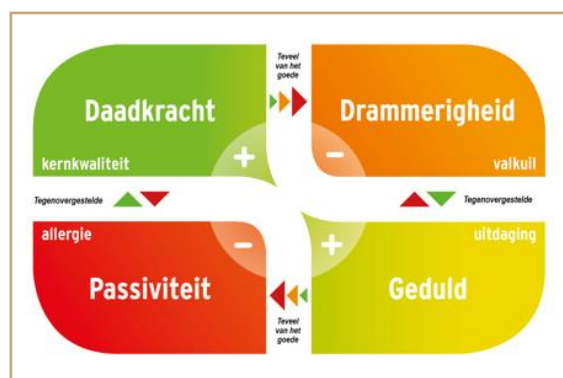 Teveel
van het
goede
Daadkracht
Drammerigheid
kernkwaliteit
+
-
valkuil
Tegenovergestelde
Tegenovergestelde
allergie
-
+
uitdaging
Passiviteit
Geduld
Teveel
van het
goede